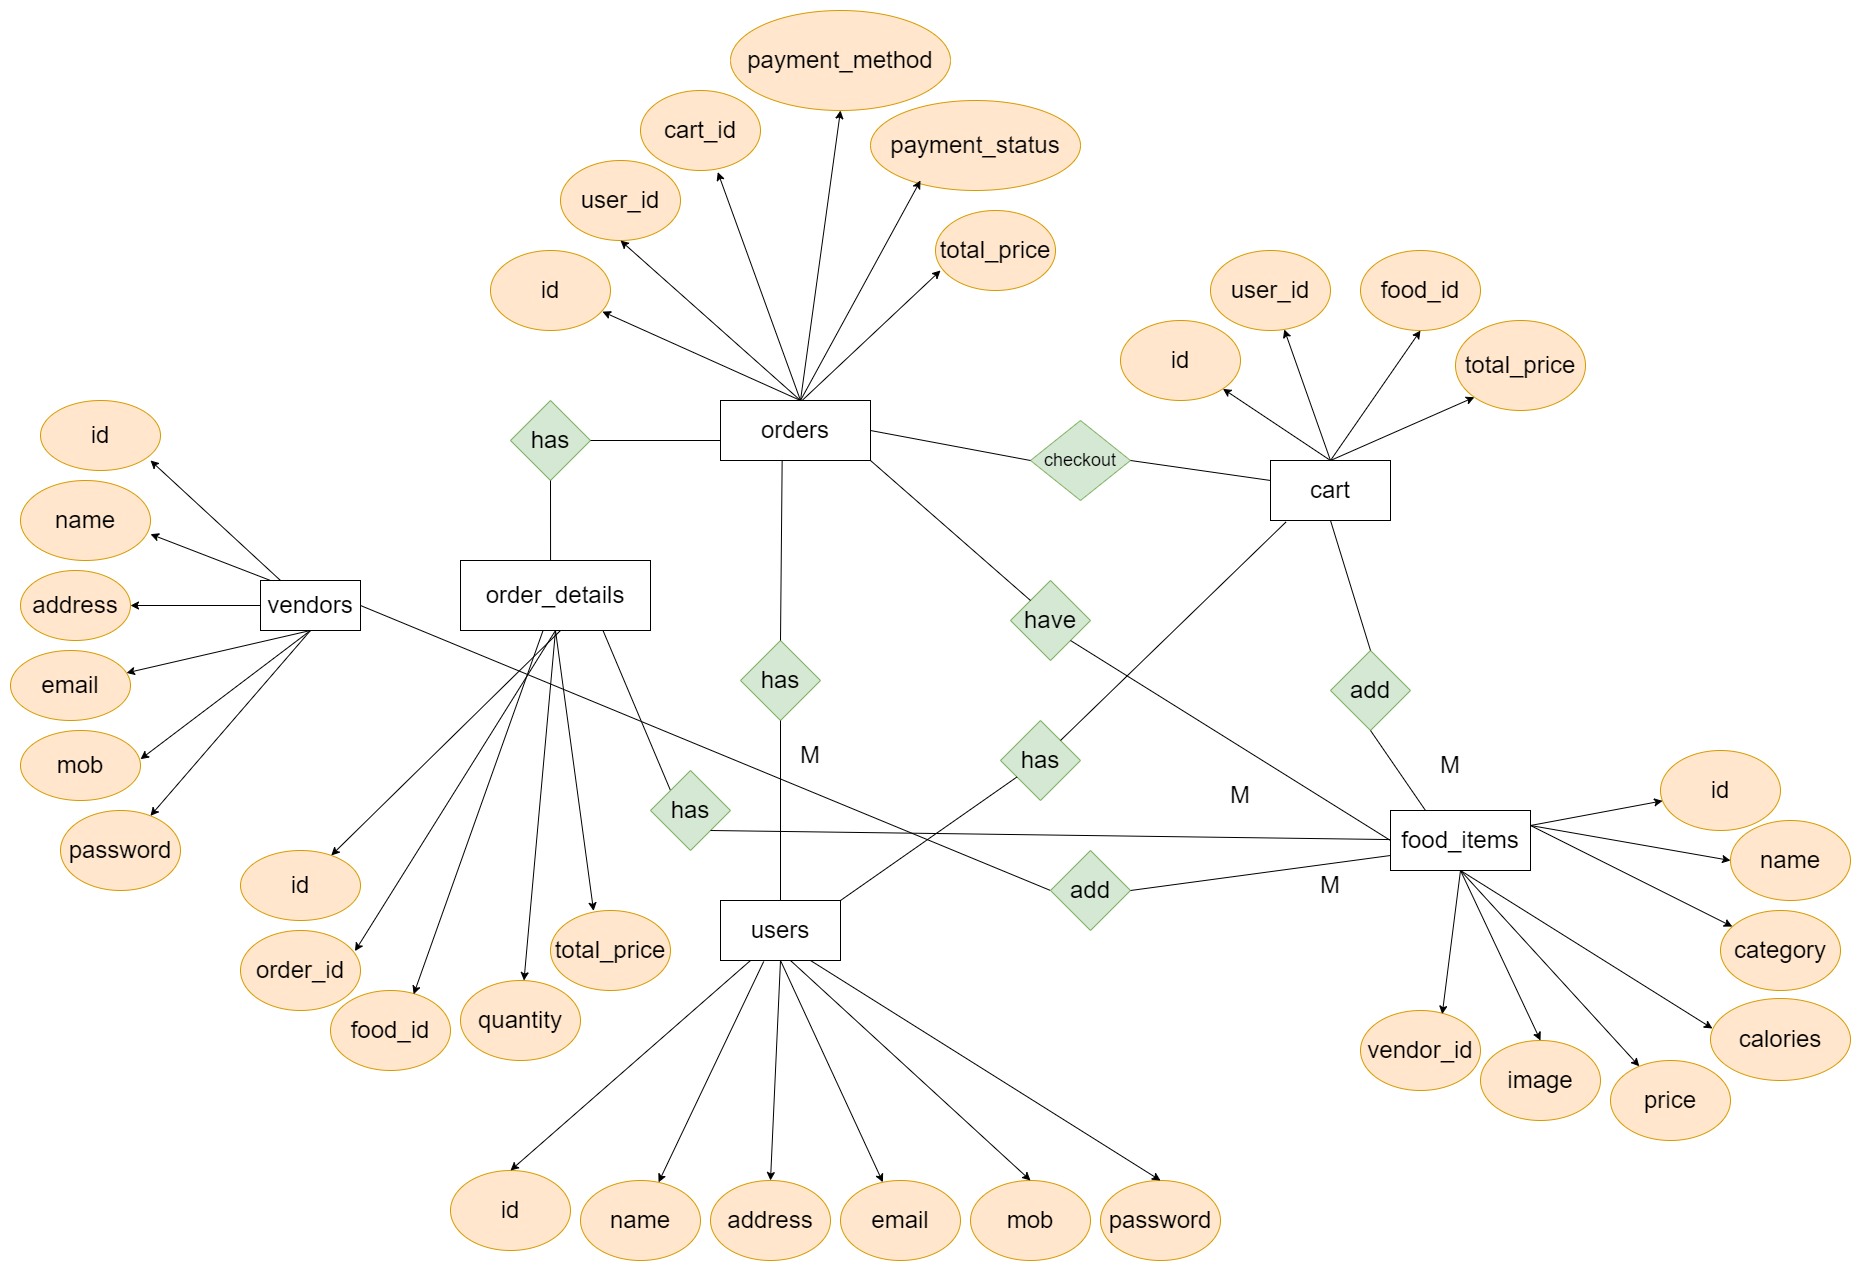 payment_method
cart_id
payment_status
user_id
total_price
id
user_id
food_id
id
total_price
orders
id
has
checkout
cart
name
order_details
vendors
address
have
email
has
add
M
has
M
M
mob
id
has
food_items
password
name
id
add
M
users
total_price
category
order_id
quantity
food_id
calories
vendor_id
image
price
id
name
address
email
mob
password